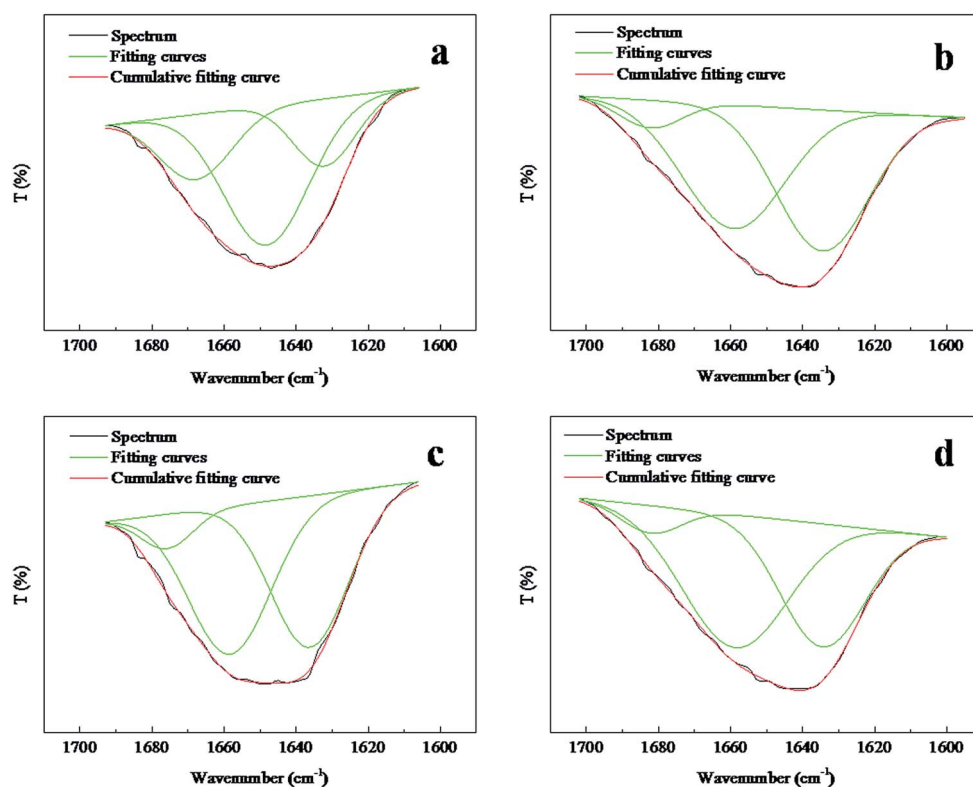 Spectrum
Fitting curves
Cumulative fitting curve
a
T (%)
1700 1680 1660 1640 1620 1600
Wavenumber (cm⁻¹)
Spectrum
Fitting curves
Cumulative fitting curve
b
T (%)
1700 1680 1660 1640 1620 1600
Wavenumber (cm⁻¹)
Spectrum
Fitting curves
Cumulative fitting curve
c
T (%)
1700 1680 1660 1640 1620 1600
Wavenumber (cm⁻¹)
Spectrum
Fitting curves
Cumulative fitting curve
d
T (%)
1700 1680 1660 1640 1620 1600
Wavenumber (cm⁻¹)